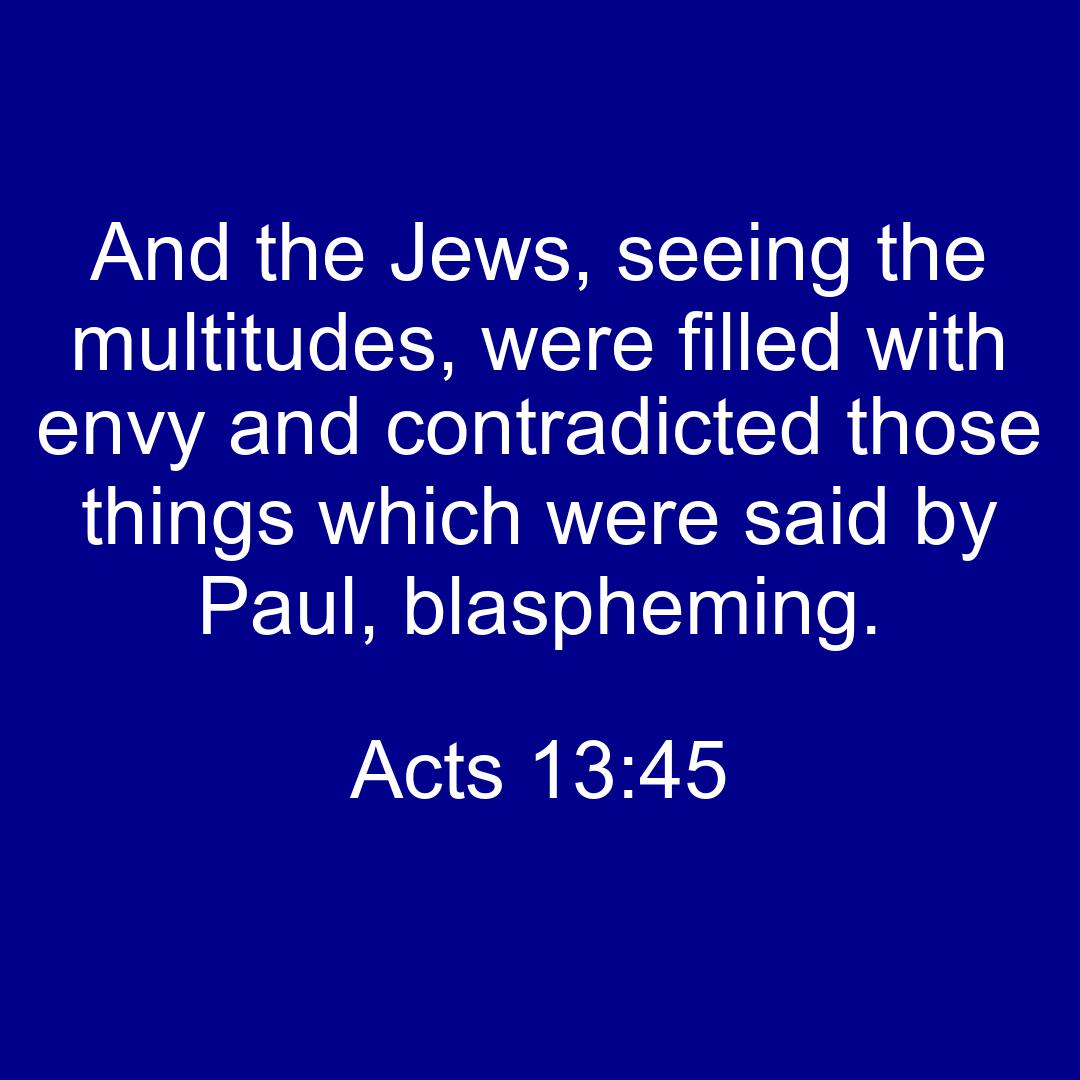 And the Jews, seeing the
multitudes, were filled with
envy and contradicted those
things which were said by
Paul, blaspheming.
Acts 13:45